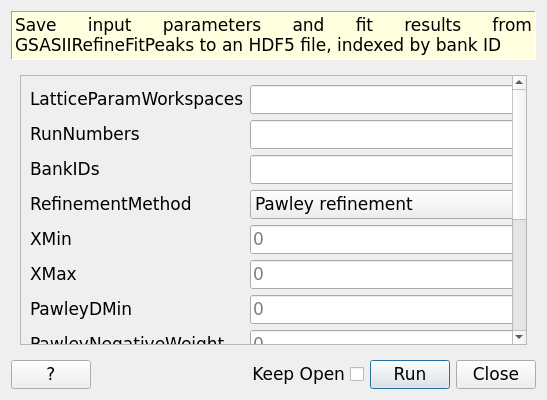 Save input parameters and fit results from
GSASIIRefineFitPeaks to an HDF5 file, indexed by bank ID
LatticeParamWorkspaces
RunNumbers
BankIDs
RefinementMethod Pawley refinement
XMin 0
XMax 0
PawleyDMin 0
PawleyNegativeWeight 0
? Keep Open Run Close